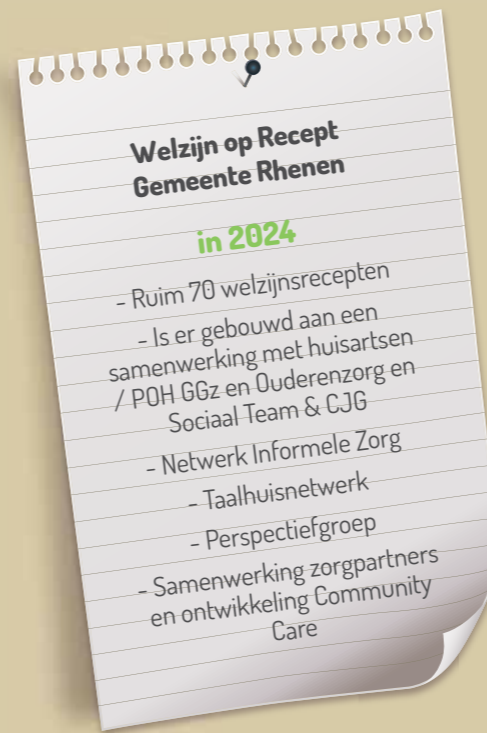 Welzijn op Recept
Gemeente Rhenen
in 2024
- Ruim 70 welzijnsrecepten
- Is er gebouwd aan een
samenwerking met huisartsen
/ POH GGz en Ouderenzorg en
Sociaal Team & CJG
- Netwerk Informele Zorg
- Taalhuisnetwerk
- Perspectiefgroep
- Samenwerking zorgpartners
en ontwikkeling Community
Care